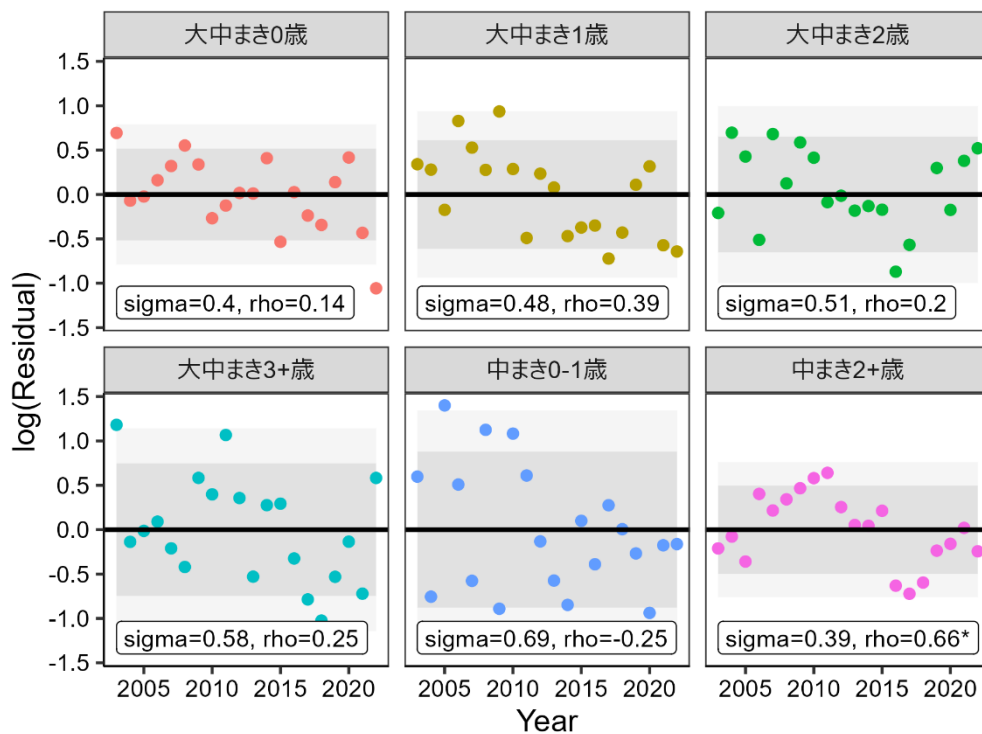 大中まき0歳
大中まき1歳
大中まき2歳
1.5
1.0
0.5
0.0
-0.5
-1.0
-1.5
sigma=0.4, rho=0.14
sigma=0.48, rho=0.39
sigma=0.51, rho=0.2
log(Residual)
大中まき3+歳
中まき0-1歳
中まき2+歳
1.5
1.0
0.5
0.0
-0.5
-1.0
-1.5
sigma=0.58, rho=0.25
sigma=0.69, rho=-0.25
sigma=0.39, rho=0.66*
2005 2010 2015 2020
2005 2010 2015 2020
2005 2010 2015 2020
Year